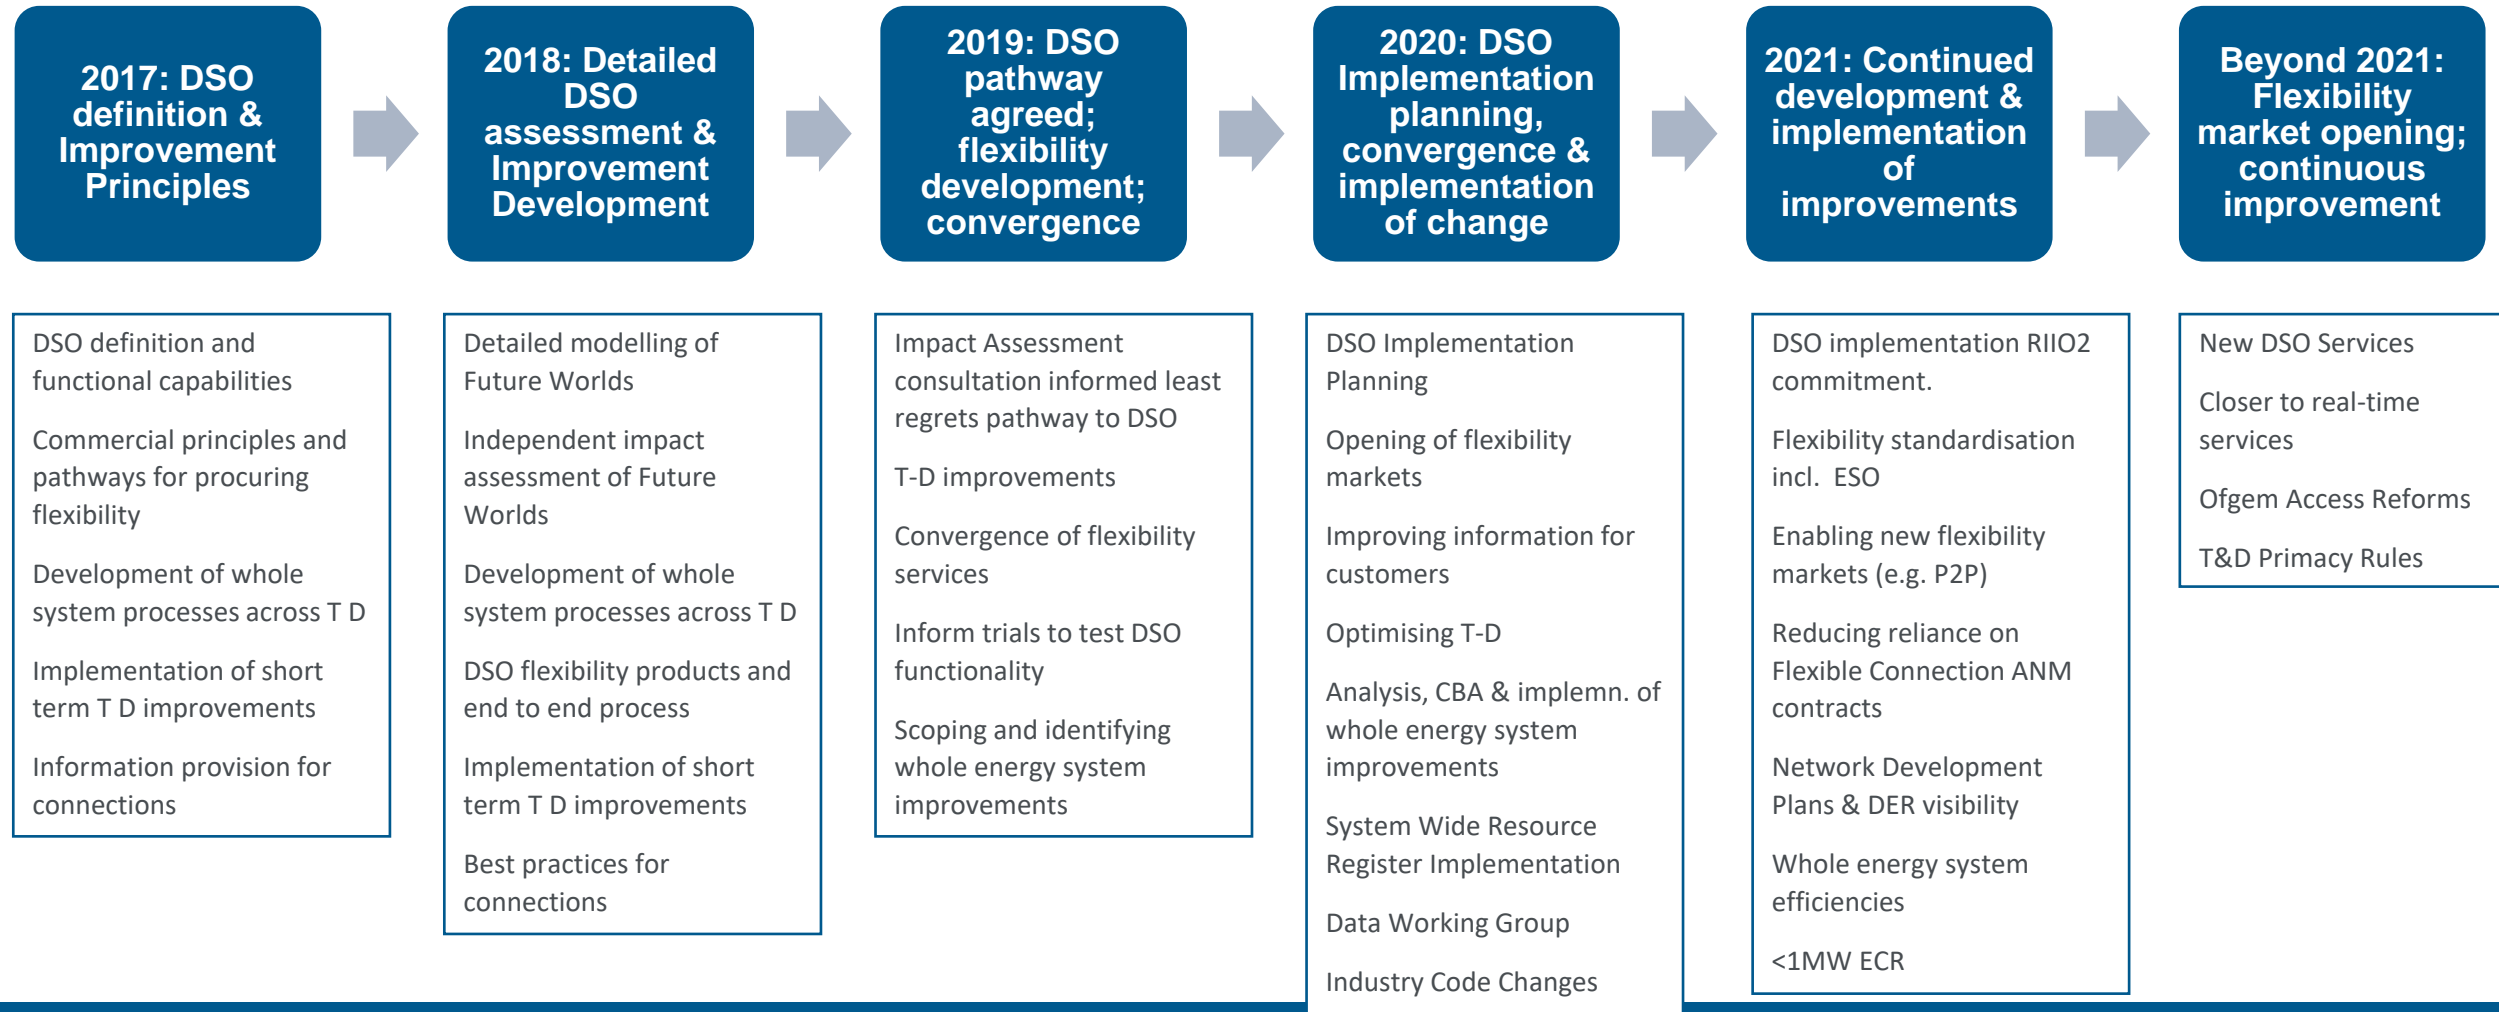 2017: DSO
definition &
Improvement
Principles
2018: Detailed
DSO
assessment &
Improvement
Development
2019: DSO
pathway
agreed;
flexibility
development;
convergence
2020: DSO
Implementation
planning,
convergence &
implementation
of change
2021: Continued
development &
implementation
of
improvements
Beyond 2021:
Flexibility
market opening;
continuous
improvement
DSO definition and
functional capabilities
Commercial principles and
pathways for procuring
flexibility
Development of whole
system processes across T D
Implementation of short
term T D improvements
Information provision for
connections
Detailed modelling of
Future Worlds
Independent impact
assessment of Future
Worlds
Development of whole
system processes across T D
DSO flexibility products and
end to end process
Implementation of short
term T D improvements
Best practices for
connections
Impact Assessment
consultation informed least
regrets pathway to DSO
T-D improvements
Convergence of flexibility
services
Inform trials to test DSO
functionality
Scoping and identifying
whole energy system
improvements
DSO Implementation
Planning
Opening of flexibility
markets
Improving information for
customers
Optimising T-D
Analysis, CBA & implemn. of
whole energy system
improvements
System Wide Resource
Register Implementation
Data Working Group
Industry Code Changes
DSO implementation RIIO2
commitment.
Flexibility standardisation
incl. ESO
Enabling new flexibility
markets (e.g. P2P)
Reducing reliance on
Flexible Connection ANM
contracts
Network Development
Plans & DER visibility
Whole energy system
efficiencies
<1MW ECR
New DSO Services
Closer to real-time
services
Ofgem Access Reforms
T&D Primacy Rules